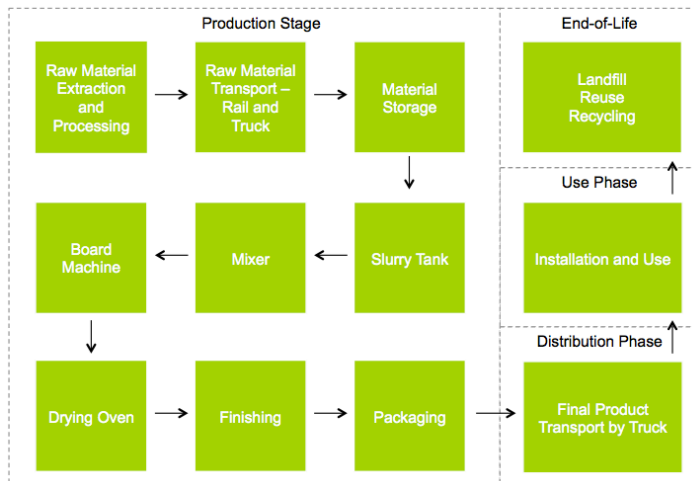 Production Stage
End-of-Life
Raw Material
Extraction
and
Processing
Raw Material
Transport –
Rail and
Truck
Material
Storage
Landfill
Reuse
Recycling
Use Phase
Board
Machine
Mixer
Slurry Tank
Installation and Use
Distribution Phase
Drying Oven
Finishing
Packaging
Final Product
Transport by Truck